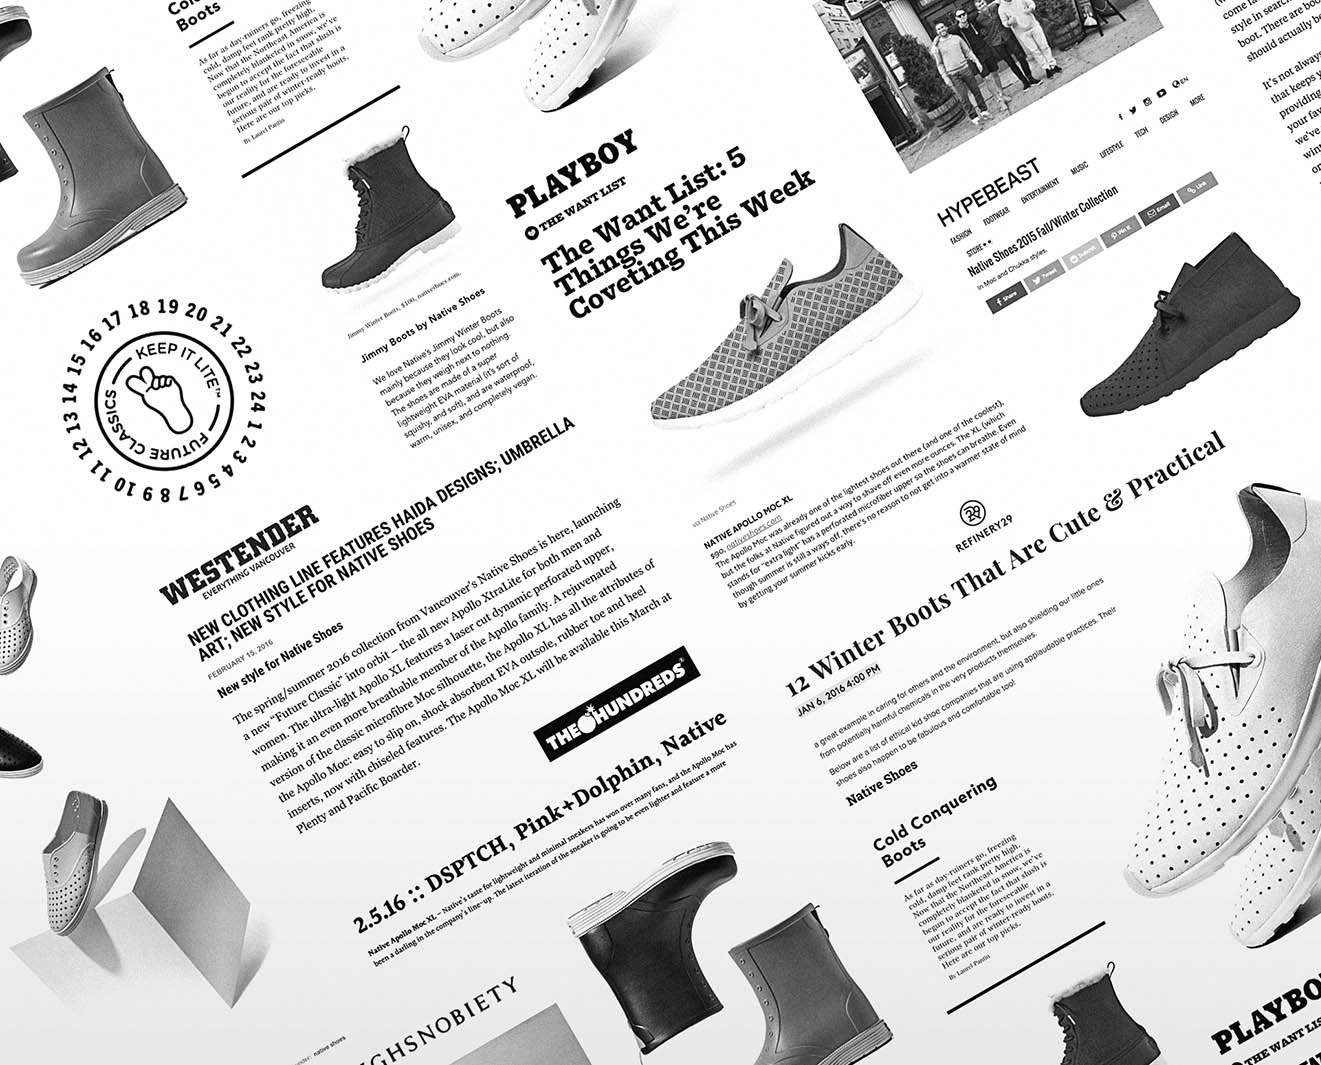 Boots
As far as day-ruiners go, freezing
cold, damp feet rank pretty high.
Now that the Northeast America is
completely blanketed in snow, we've
begun to accept the fact that slush is
our reality for the foreseeable
future, and are ready to invest in a
serious pair of winter-ready boots.
Here are our top picks.
By Laurel Pantin
Jimmy Winter Boots, $100, nativeshoes.com,
Jimmy Boots by Native Shoes
We love Native's Jimmy Winter Boots
mainly because they look cool, but also
because they weigh next to nothing.
The shoes are made of a super
lightweight EVA material (it's sort of
squishy, and soft), and are waterproof,
warm, unisex, and completely vegan.
PLAYBOY
THE WANT LIST
The Want List: 5
Things We're
Coveting This Week
via Native Shoes
NATIVE APOLLO MOC XL
$90, nativeshoes.com
The Apollo Moc was already one of the lightest shoes out there (and one of the coolest),
but the folks at Native figured out a way to shave off even more ounces. The XL (which
stands for "extra light" has a perforated microfiber upper so the shoes can breathe. Even
though summer is still a ways off, there's no reason to not get into a warmer state of mind
by getting your summer kicks early.
EN
HYPEBEAST
FASHION FOOTWEAR ENTERTAINMENT MUSIC LIFESTYLE TECH DESIGN MORE
STORE
Native Shoes 2015 Fall/Winter Collection
In Moc and Chukka styles.
Share Tweet Submit Pin it Email Link
It's not always
that keeps
providing
your
we've
should actually
boot. There are
style in search
1 2 3 4 5 6 7 8 9 10 11 12 13 14 15 16 17 18 19 20 21 22 23 24
KEEP IT LITE™
FUTURE CLASSICS
WESTENDER
EVERYTHING VANCOUVER
NEW CLOTHING LINE FEATURES HAIDA DESIGNS; UMBRELLA
ART; NEW STYLE FOR NATIVE SHOES
FEBRUARY 15, 2016
New style for Native Shoes
The spring/summer 2016 collection from Vancouver's Native Shoes is here, launching
a new "Future Classic" into orbit – the all new Apollo XtraLite for both men and
women. The ultra-light Apollo XL features a laser cut dynamic perforated upper,
making it an even more breathable member of the Apollo family. A rejuvenated
version of the classic microfibre Moc silhouette, the Apollo XL has all the attributes of
the Apollo Moc: easy to slip on, shock absorbent EVA outsole, rubber toe and heel
inserts, now with chiseled features. The Apollo Moc XL will be available this March at
Plenty and Pacific Boarder.
THE HUNDREDS®
2.5.16 :: DSPTCH, Pink+Dolphin, Native
Native Apollo Moc XL – Native's taste for lightweight and minimal sneakers has won over many fans, and the Apollo Moc has
been a darling in the company's line-up. The latest iteration of the sneaker is going to be even lighter and feature a more
29
REFINERY29
12 Winter Boots That Are Cute & Practical
JAN 6, 2016 4:00 PM
a great example in caring for others and the environment, but also shielding our little ones
from potentially harmful chemicals in the very products themselves.
Below are a list of ethical kid shoe companies that are using applaudable practices. Their
shoes also happen to be fabulous and comfortable too!
Native Shoes
Cold Conquering
Boots
As far as day-ruiners go, freezing
cold, damp feet rank pretty high.
Now that the Northeast America is
completely blanketed in snow, we've
begun to accept the fact that slush is
our reality for the foreseeable
future, and are ready to invest in a
serious pair of winter-ready boots.
Here are our top picks.
By Laurel Pantin
native shoes
GHSNOBIETY
PLAYBO
THE WANT LIS